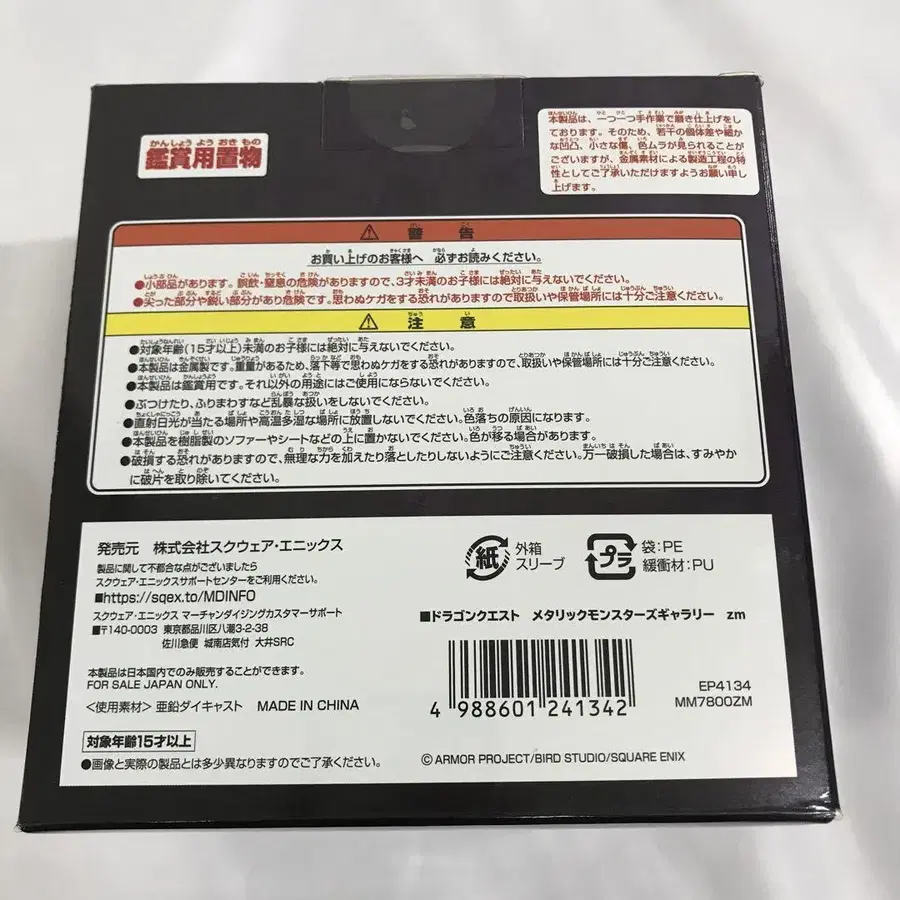 鑑賞用置物
本製品は、一つ一つ手作業で磨き仕上げをし
ております。そのため、若干の個体差や細か
な凹凸、小さな傷、色ムラが見られることが
ございますが、金属素材による製造工程の特
性としてご了承いただけますようお願い申し
上げます。
⚠ 警告
お買い上げのお客様へ 必ずお読みください。
●小部品があります。誤飲・窒息の危険がありますので、3才未満のお子様には絶対に与えないでください。
●尖った部分や鋭い部分があり危険です。思わぬケガをする恐れがありますので取扱いや保管場所には十分ご注意ください。
⚠ 注意
●対象年齢(15才以上)未満のお子様には絶対に与えないでください。
●本製品は金属製です。重量があるため、落下等で思わぬケガをする恐れがありますので、取扱いや保管場所には十分ご注意ください。
●本製品は鑑賞用です。それ以外の用途にはご使用にならないでください。
●ぶつけたり、ふりまわすなど乱暴な扱いをしないでください。
●直射日光が当たる場所や高温多湿な場所に放置しないでください。色落ちの原因になります。
●本製品を樹脂製のソファーやシートなどの上に置かないでください。色が移る場合があります。
●破損する恐れがありますので、無理な力を加えたり落としたりしないようにご注意ください。万一破損した場合は、すみやか
に破片を取り除いてください。
発売元 株式会社スクウェア・エニックス
製品に関して不都合な点がございましたら
スクウェア・エニックスサポートセンターをご利用ください。
■https://sqex.to/MDINFO
スクウェア・エニックス マーチャンダイジングカスタマーサポート
■〒140-0003 東京都品川区八潮3-2-38
佐川急便 城南店気付 大井SRC
本製品は日本国内でのみ販売することができます。
FOR SALE JAPAN ONLY.
<使用素材> 亜鉛ダイキャスト MADE IN CHINA
対象年齢15才以上
●画像と実際の製品とは多少異なりますのでご了承ください。
紙 外箱
スリーブ
プラ 袋:PE
緩衝材:PU
■ドラゴンクエスト メタリックモンスターズギャラリー zm
4 988601 241342
EP4134
MM7800ZM
© ARMOR PROJECT/BIRD STUDIO/SQUARE ENIX